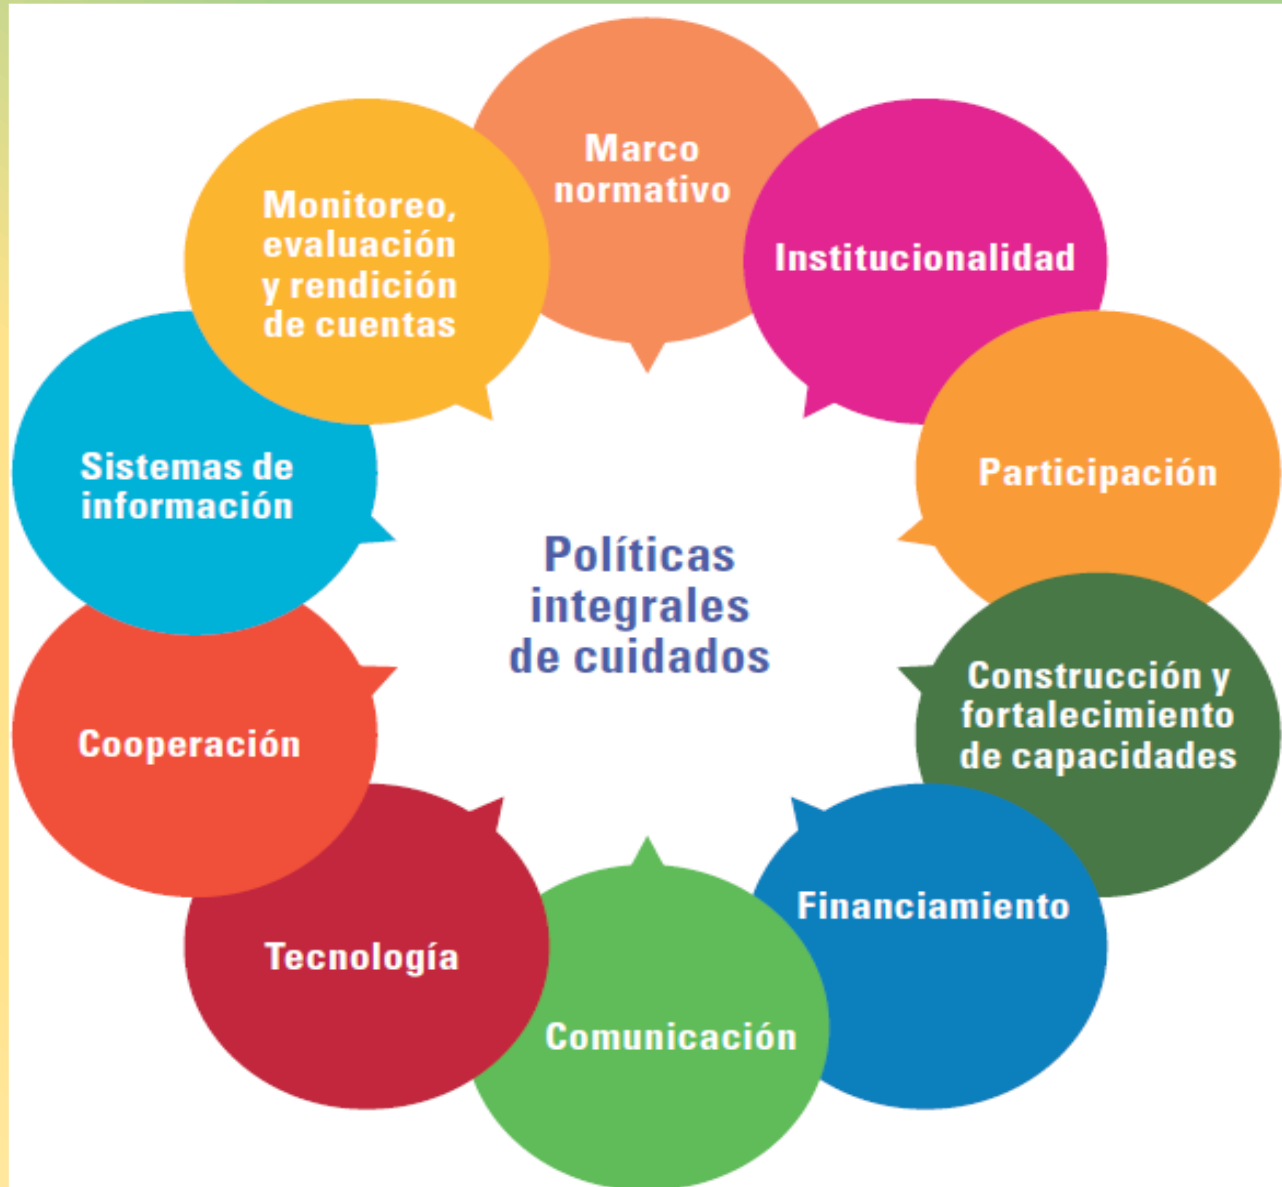 Marco
normativo
Institucionalidad
Participación
Construcción y
fortalecimiento
de capacidades
Financiamiento
Comunicación
Tecnología
Cooperación
Sistemas de
información
Monitoreo,
evaluación
y rendición
de cuentas
Políticas
integrales
de cuidados